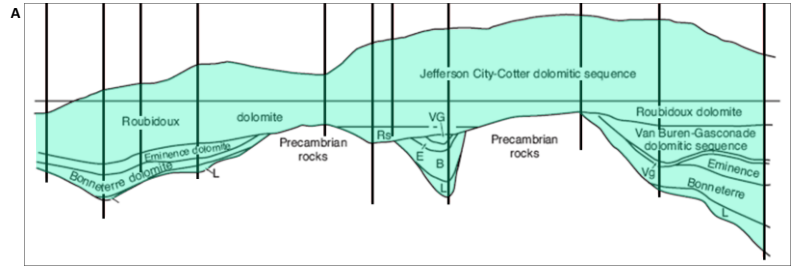 A
Jefferson City-Cotter dolomitic sequence
Roubidoux dolomite
VG
Roubidoux dolomite
Rs
Precambrian
rocks
Precambrian
rocks
Van Buren-Gasconade
dolomitic sequence
Eminence dolomite
E
B
Eminence
Bonneterre dolomite
L
L
Vg
Bonneterre
L